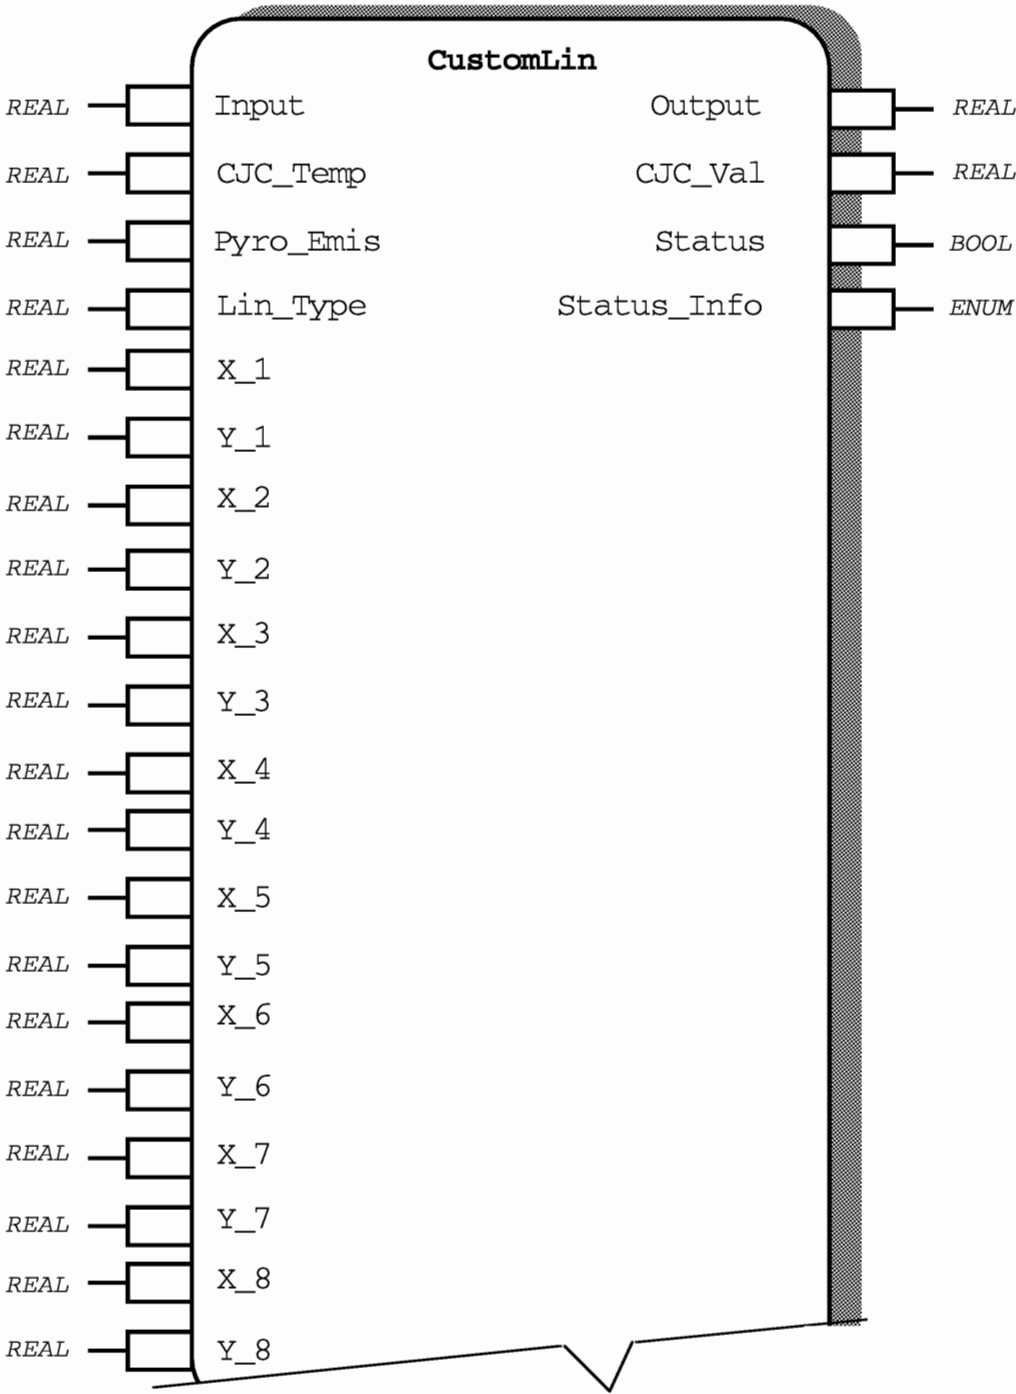 CustomLin
REAL Input Output REAL
REAL CJC_Temp CJC_Val REAL
REAL Pyro_Emis Status BOOL
REAL Lin_Type Status_Info ENUM
REAL X_1
REAL Y_1
REAL X_2
REAL Y_2
REAL X_3
REAL Y_3
REAL X_4
REAL Y_4
REAL X_5
REAL Y_5
REAL X_6
REAL Y_6
REAL X_7
REAL Y_7
REAL X_8
REAL Y_8